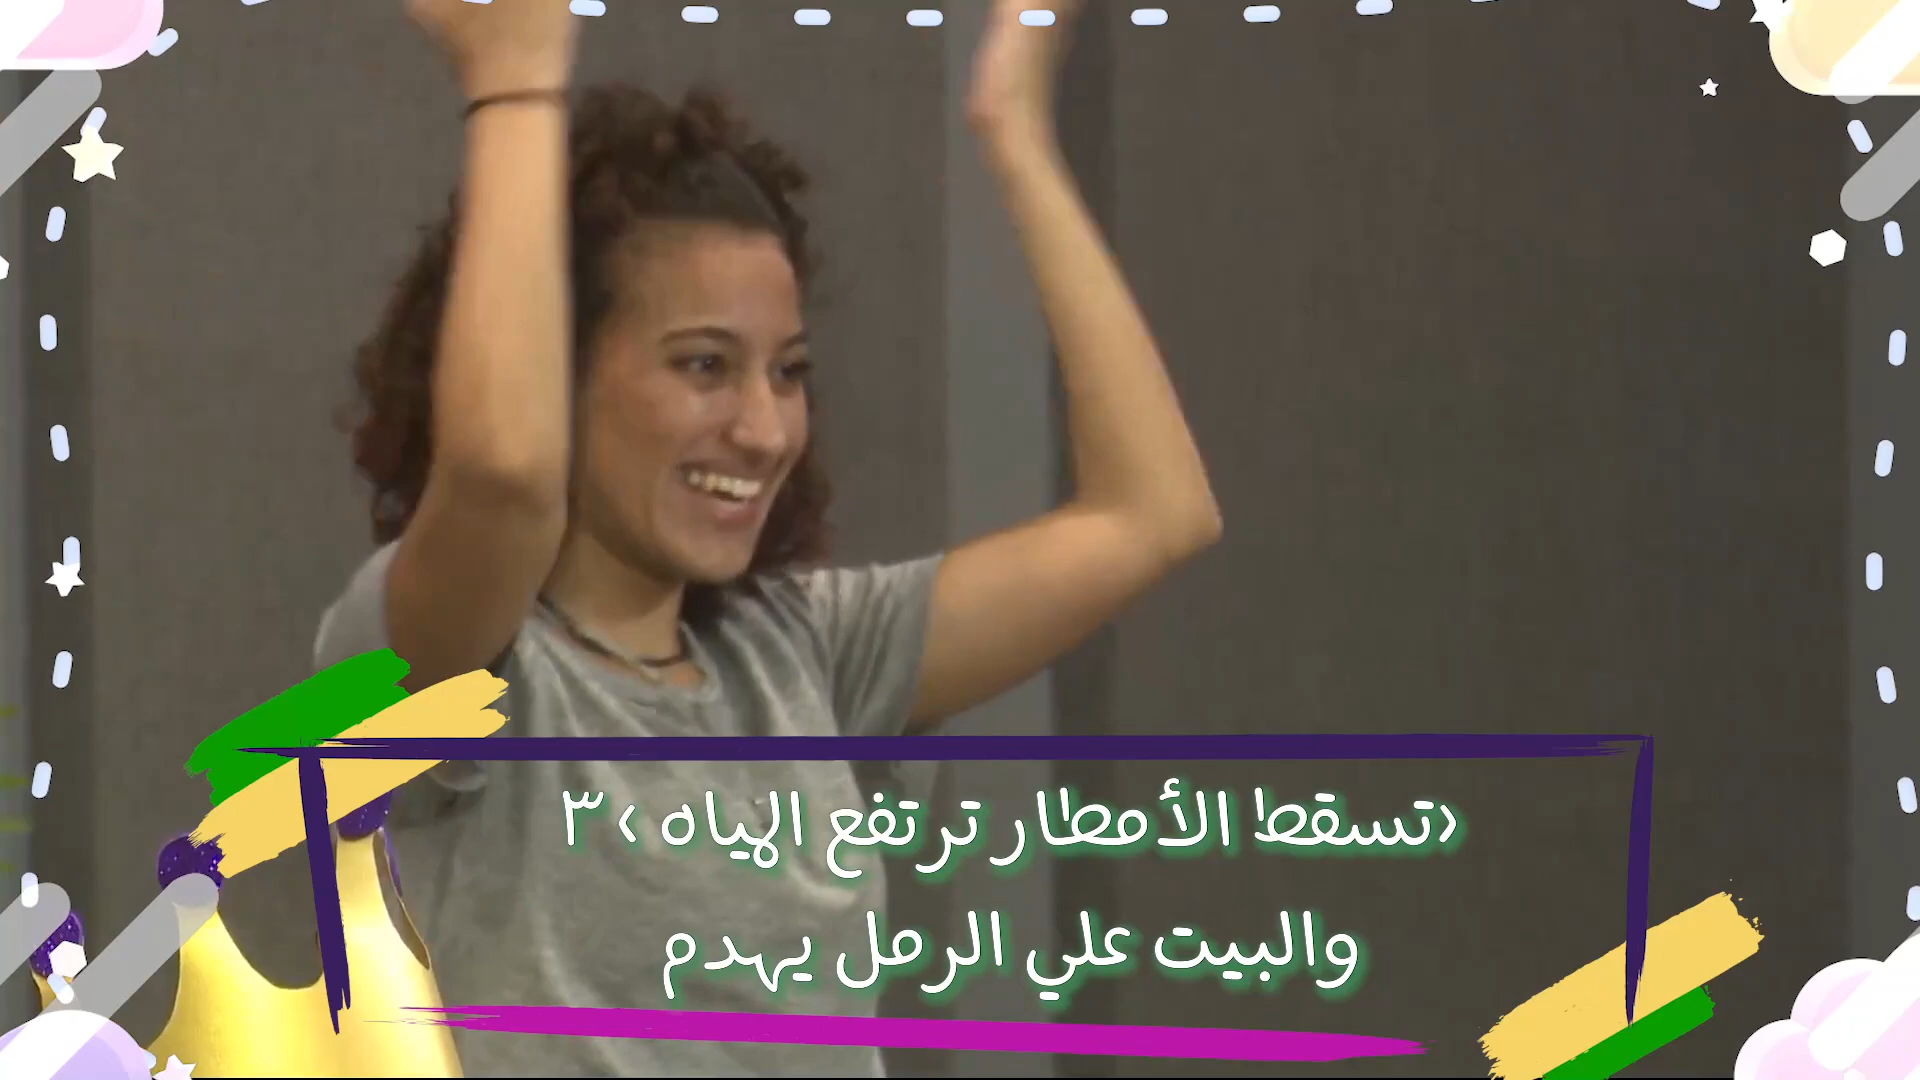 ‹تسقط الأمطار ترتفع المياه ›٣
والبيت علي الرمل يهدم